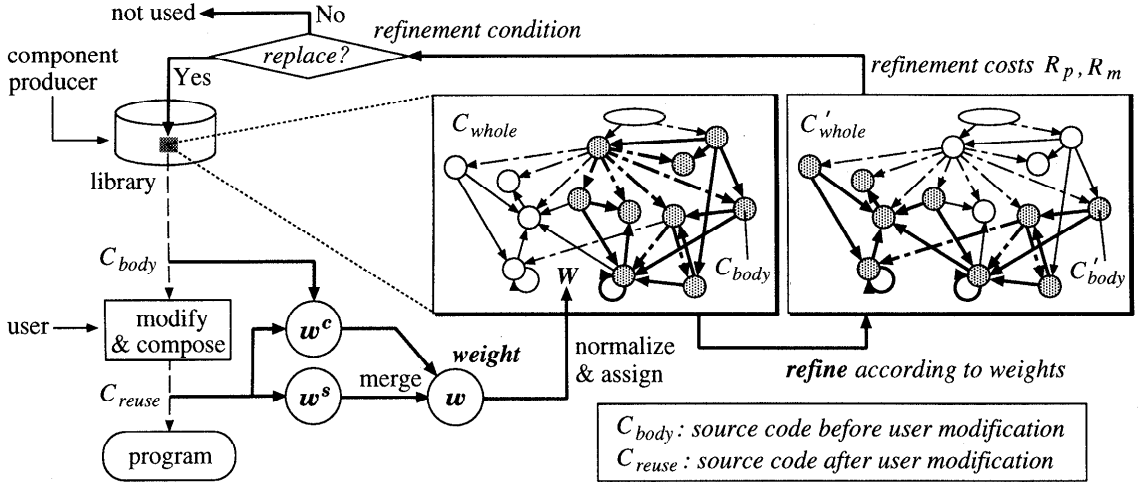 not used
No
replace?
refinement condition
component
producer
Yes
refinement costs R_p, R_m
library
C_whole
C_body
C'_whole
C'_body
C_body
W
user
modify
& compose
w^c
weight
normalize
& assign
C_reuse
w^s
merge
w
refine according to weights
program
C_body : source code before user modification
C_reuse : source code after user modification